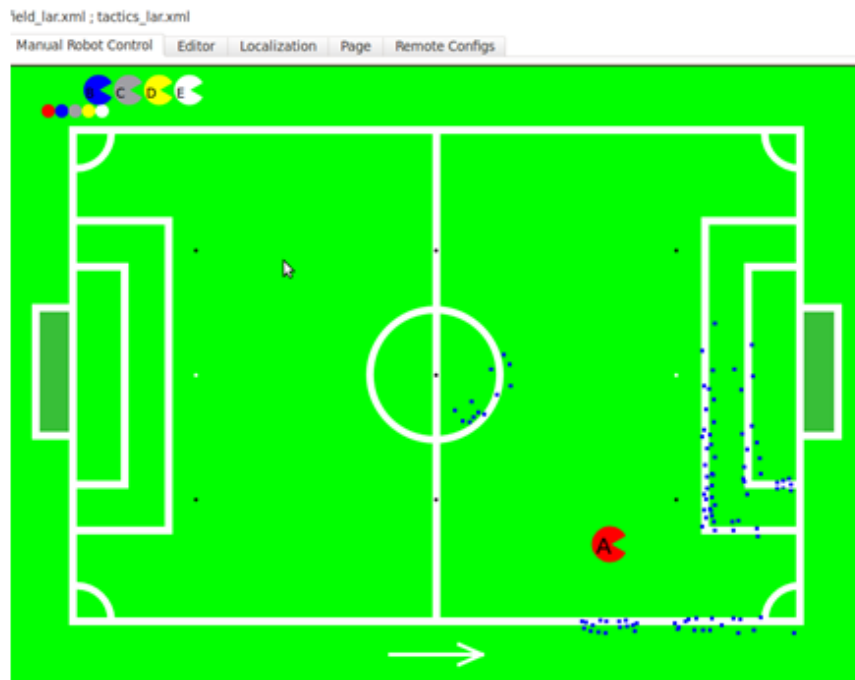 ield_lar.xml ; tactics_lar.xml
Manual Robot Control Editor Localization Page Remote Configs
B C D E
A